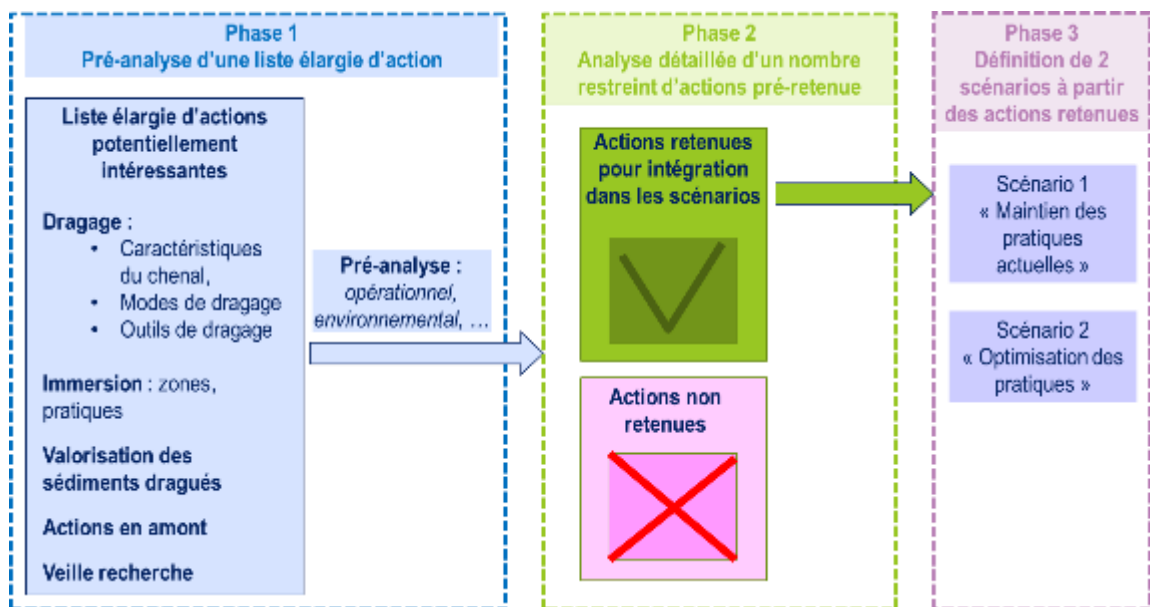 Phase 1
Pré-analyse d'une liste élargie d'action
Liste élargie d'actions
potentiellement
intéressantes
Dragage :
• Caractéristiques
du chenal,
• Modes de dragage
• Outils de dragage
Immersion : zones,
pratiques
Valorisation des
sédiments dragués
Actions en amont
Veille recherche
Pré-analyse :
opérationnel,
environnemental, …
Phase 2
Analyse détaillée d'un nombre
restreint d'actions pré-retenue
Actions retenues
pour intégration
dans les scénarios
Actions non
retenues
Phase 3
Définition de 2
scénarios à partir
des actions retenues
Scénario 1
« Maintien des
pratiques
actuelles »
Scénario 2
« Optimisation des
pratiques »